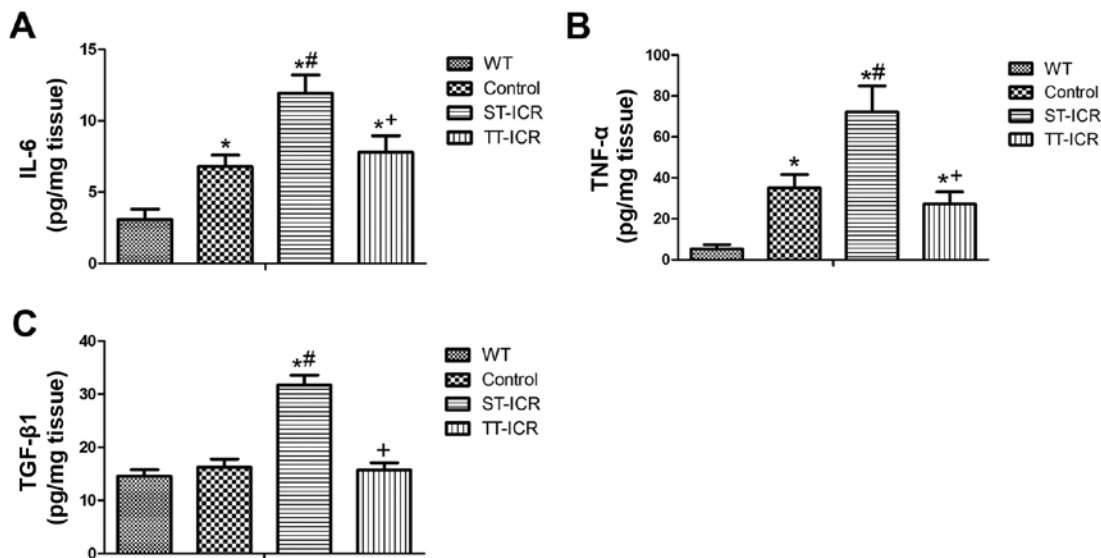 A
IL-6
(pg/mg tissue)
15
10
5
0
*
*#
*+
WT
Control
ST-ICR
TT-ICR
B
TNF-α
(pg/mg tissue)
100
80
60
40
20
0
*
*#
*+
WT
Control
ST-ICR
TT-ICR
C
TGF-β1
(pg/mg tissue)
40
30
20
10
0
*#
+
WT
Control
ST-ICR
TT-ICR